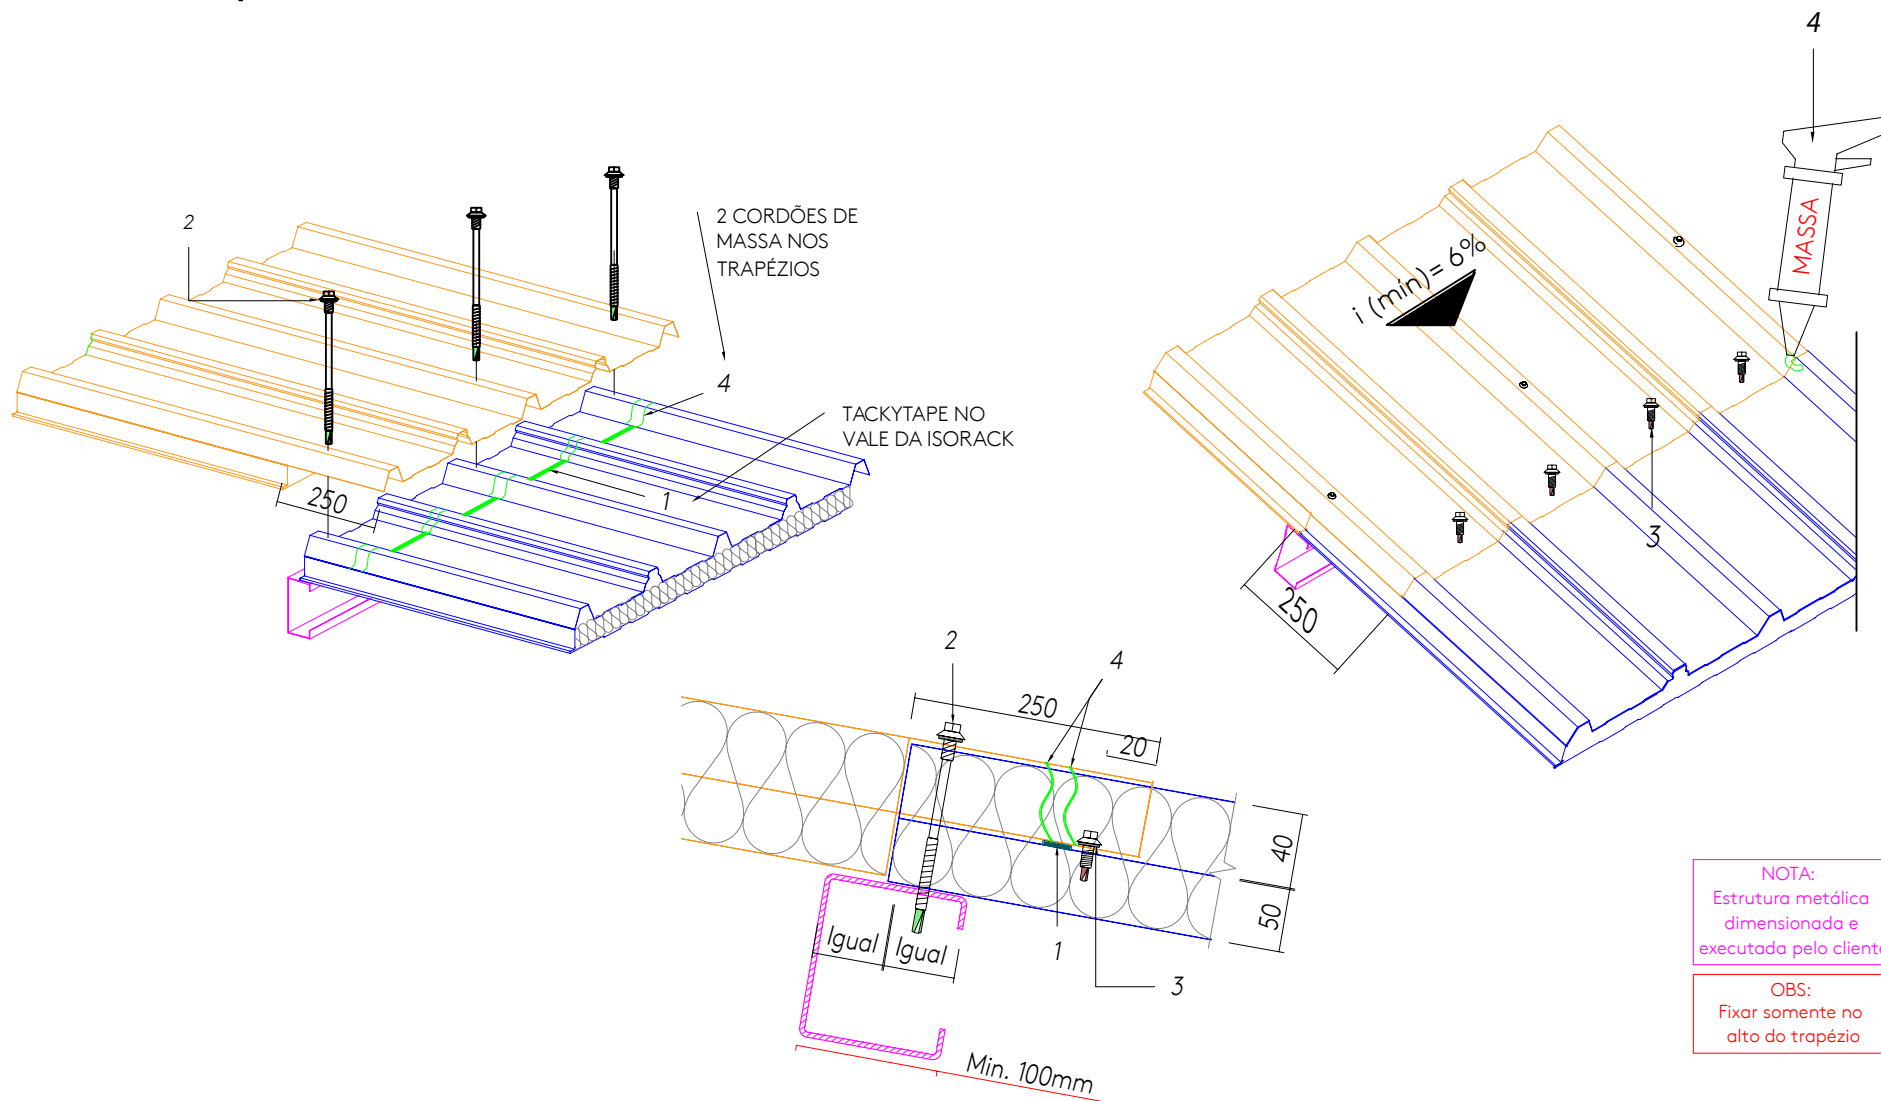 2
2 CORDÕES DE
MASSA NOS
TRAPÉZIOS
4
TACKYTAPE NO
VALE DA ISORACK
1
250
4
MASSA
i (mín)= 6%
3
250
2
4
250
20
40
50
Igual
Igual
1
3
Min. 100mm
NOTA:
Estrutura metálica
dimensionada e
executada pelo cliente
OBS:
Fixar somente no
alto do trapézio